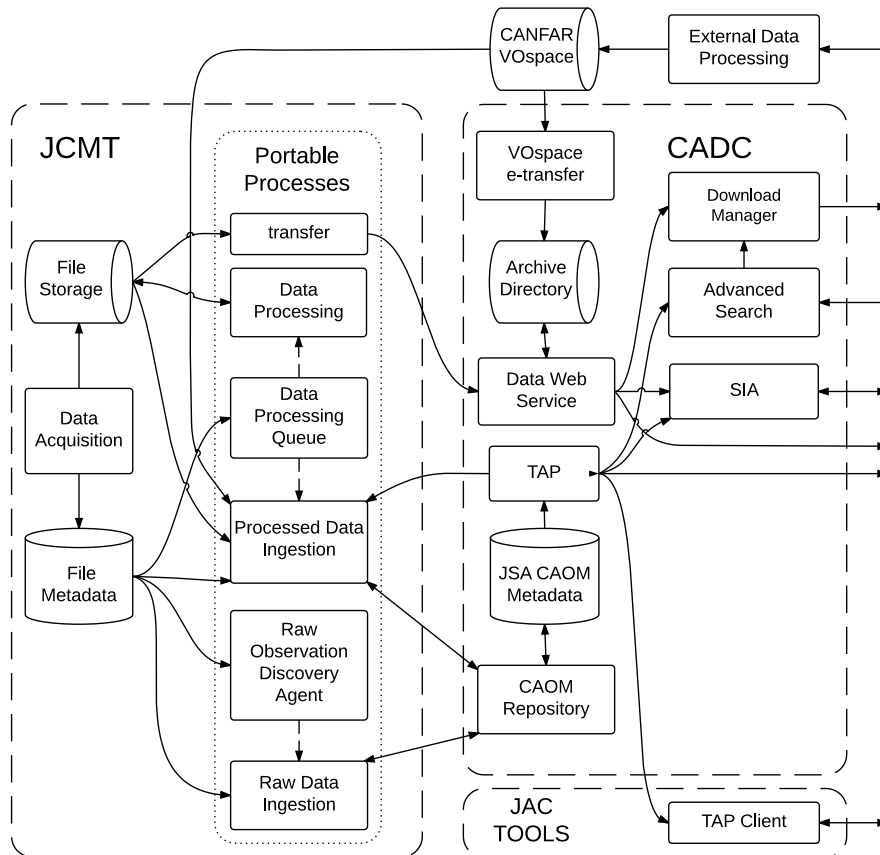 CANFAR
VOspace
External Data
Processing
JCMT
Portable
Processes
transfer
File
Storage
Data
Processing
Data
Acquisition
Data
Processing
Queue
Processed Data
Ingestion
File
Metadata
Raw
Observation
Discovery
Agent
Raw Data
Ingestion
CADC
VOspace
e-transfer
Download
Manager
Archive
Directory
Advanced
Search
Data Web
Service
SIA
TAP
JSA CAOM
Metadata
CAOM
Repository
JAC
TOOLS
TAP Client